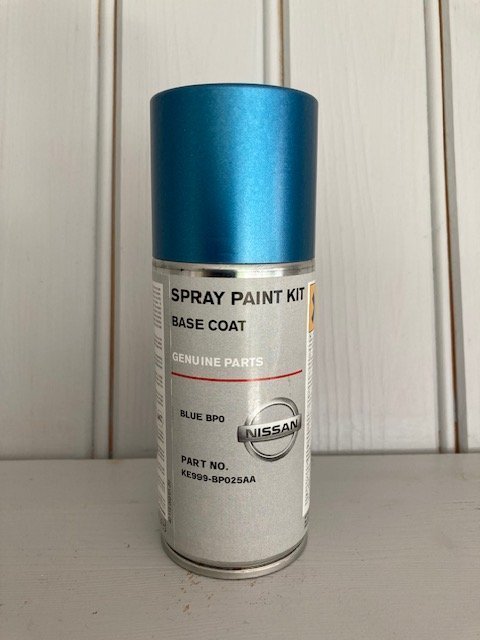 SPRAY PAINT KIT
BASE COAT
GENUINE PARTS
BLUE BP0
NISSAN
PART NO.
KE999-BP025AA